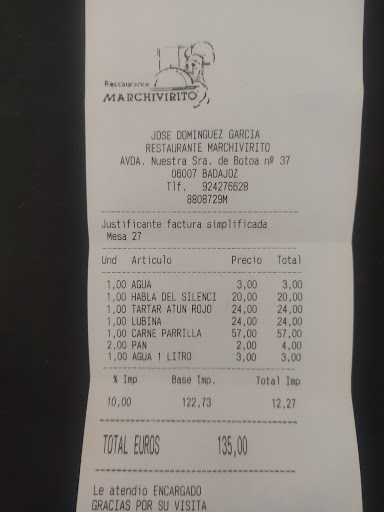 Restaurante
MARCHIVIRITO
JOSE DOMINGUEZ GARCIA
RESTAURANTE MARCHIVIRITO
AVDA. Nuestra Sra. de Botoa nº 37
06007 BADAJOZ
Tlf. 924276628
8808729M
Justificante factura simplificada
Mesa 27
Und Artículo Precio Total
1,00 AGUA 3,00 3,00
1,00 HABLA DEL SILENCI 20,00 20,00
1,00 TARTAR ATUN ROJO 24,00 24,00
1,00 LUBINA 24,00 24,00
1,00 CARNE PARRILLA 57,00 57,00
2,00 PAN 2,00 4,00
1,00 AGUA 1 LITRO 3,00 3,00
% Imp Base Imp. Total Imp
10,00 122,73 12,27
TOTAL EUROS 135,00
Le atendio ENCARGADO
GRACIAS POR SU VISITA